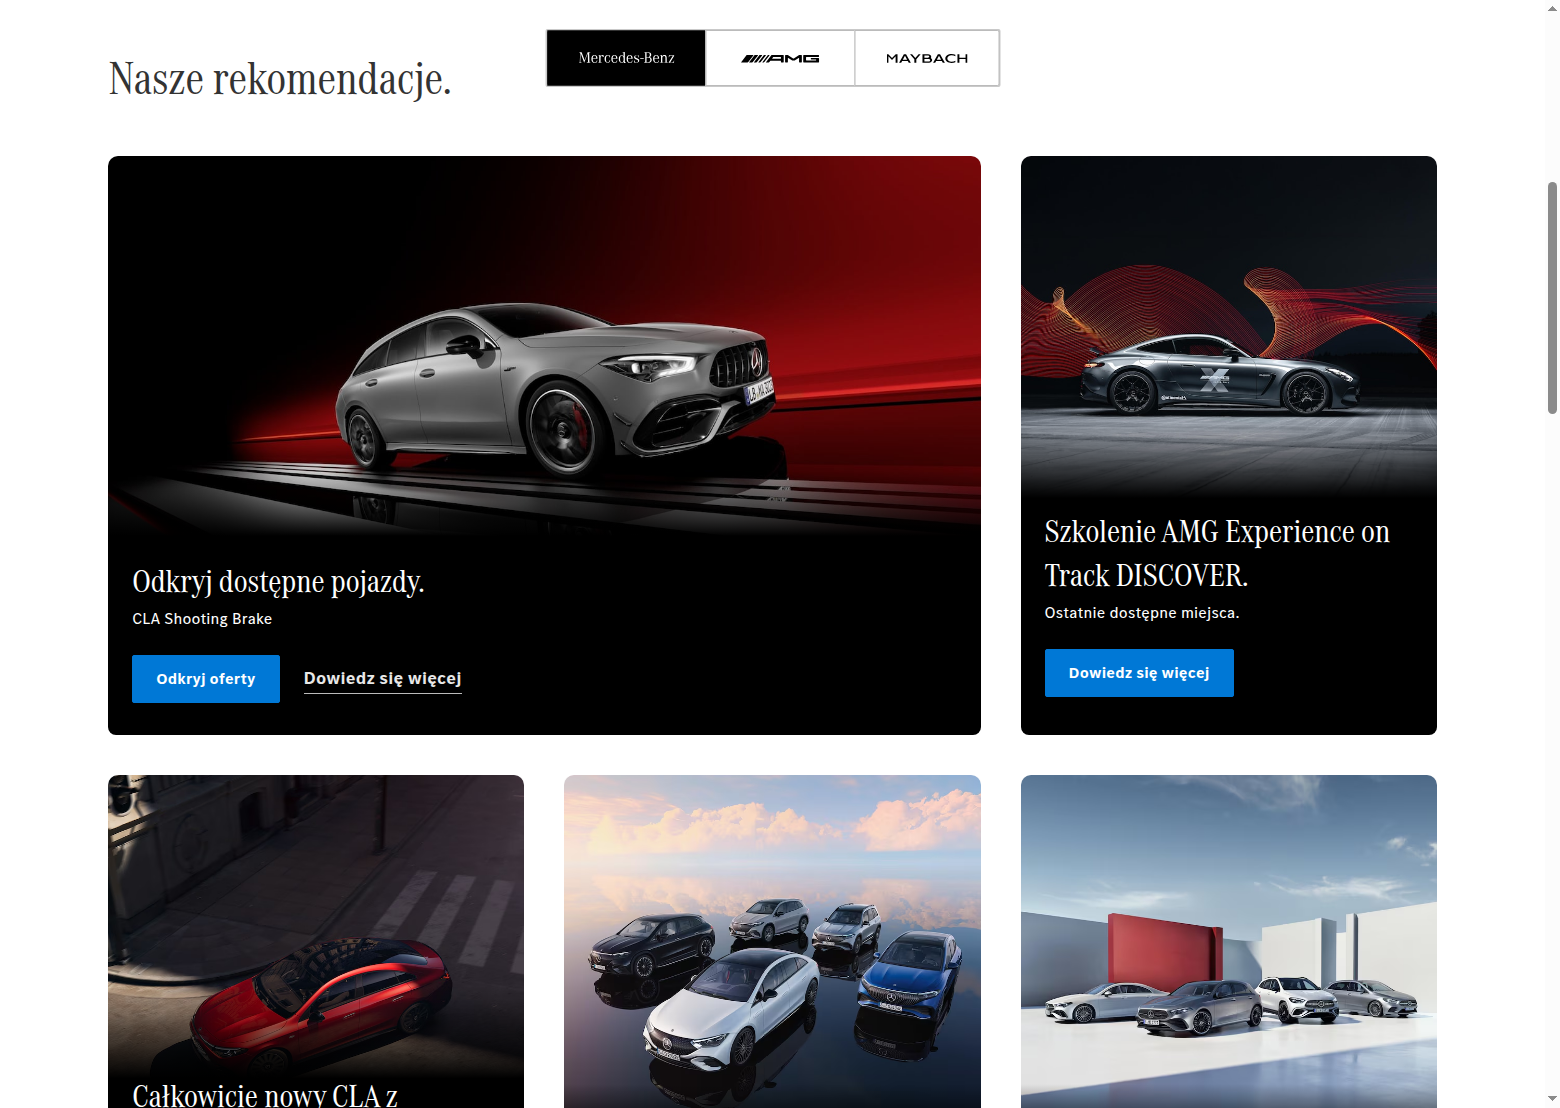 Nasze rekomendacje.
Mercedes-Benz
AMG
MAYBACH
Odkryj dostępne pojazdy.
CLA Shooting Brake
Odkryj oferty
Dowiedz się więcej
Szkolenie AMG Experience on
Track DISCOVER.
Ostatnie dostępne miejsca.
Dowiedz się więcej
Całkowicie nowy CLA z